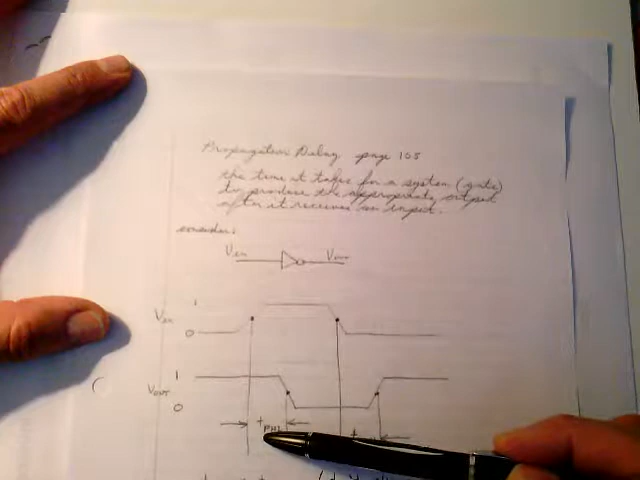 Propagation Delay page 165
the time it takes for a system (gate)
to produce the appropriate output
after it receives an input.
consider:
Vin Vout
1
Vin
0
1
Vout
0
tPHL